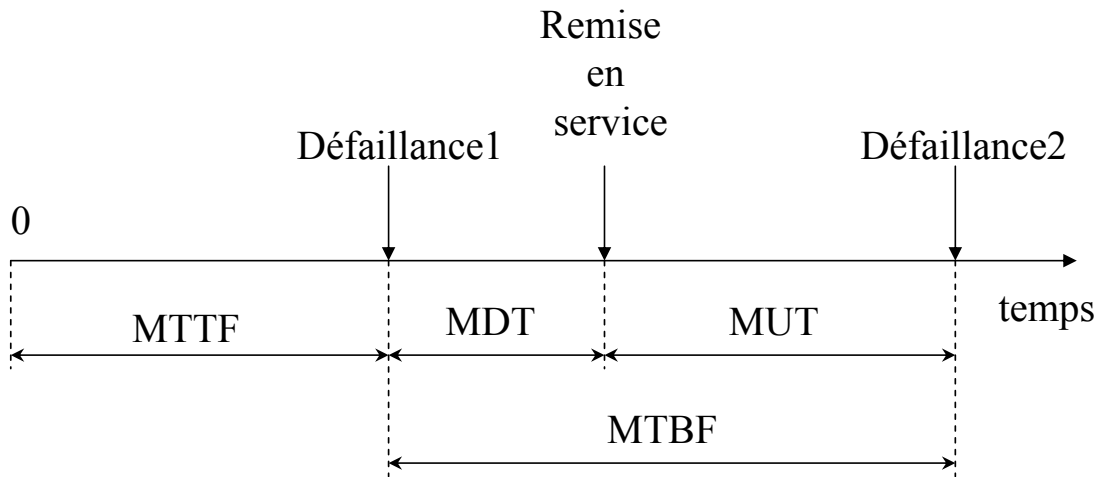 Remise
en
service
Défaillance1
Défaillance2
0
temps
MTTF
MDT
MUT
MTBF